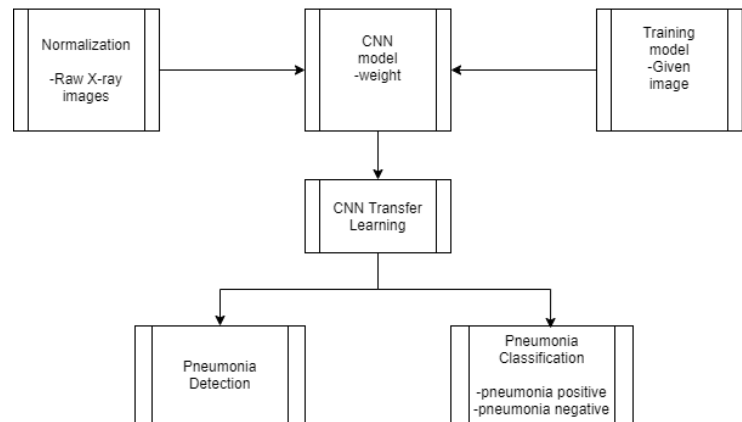 Normalization
-Raw X-ray
images
CNN
model
-weight
Training
model
-Given
image
CNN Transfer
Learning
Pneumonia
Detection
Pneumonia
Classification
-pneumonia positive
-pneumonia negative